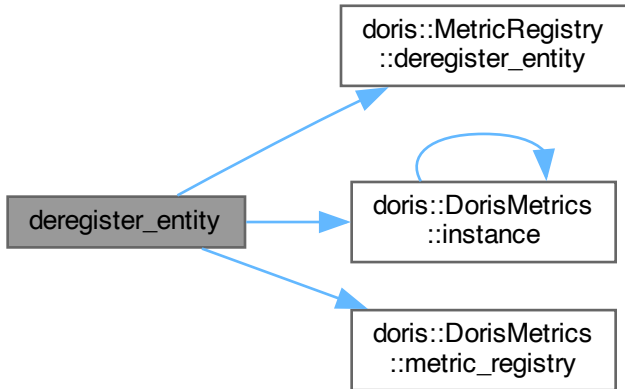 doris::MetricRegistry
::deregister_entity
deregister_entity
doris::DorisMetrics
::instance
doris::DorisMetrics
::metric_registry